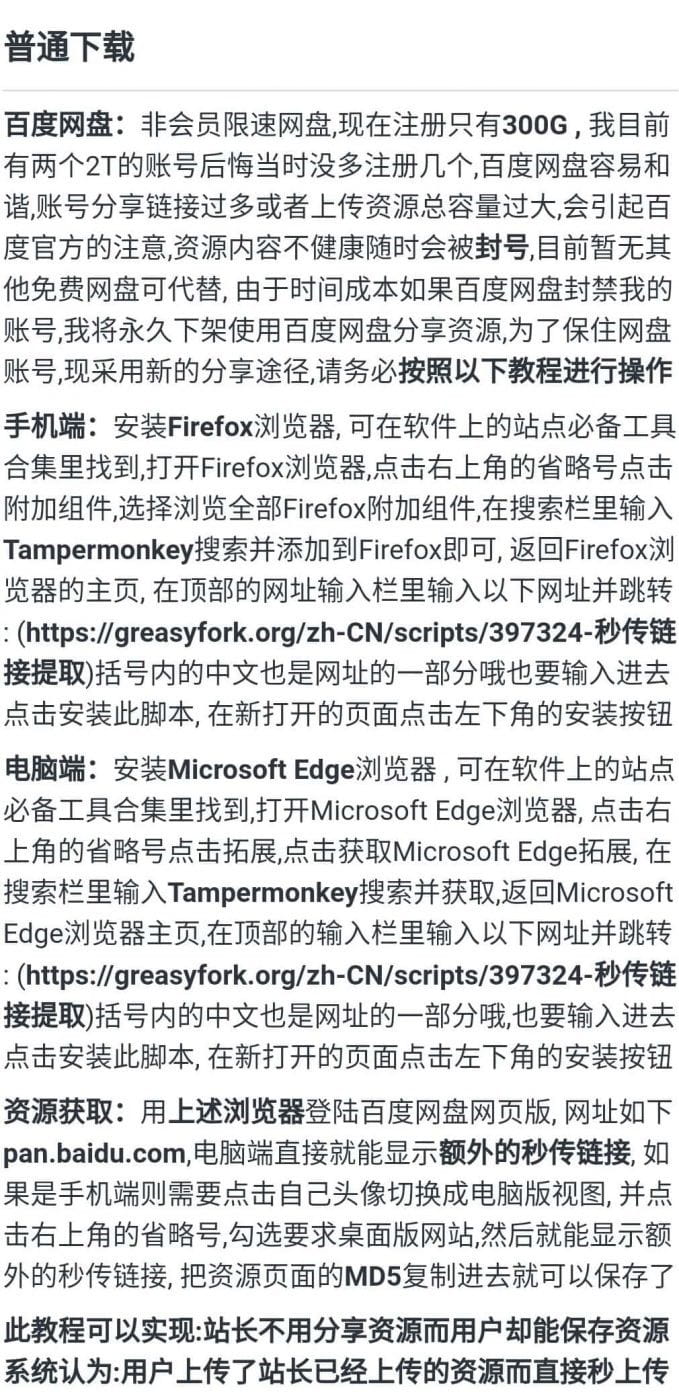 普通下载
百度网盘：非会员限速网盘,现在注册只有300G , 我目前
有两个2T的账号后悔当时没多注册几个,百度网盘容易和
谐,账号分享链接过多或者上传资源总容量过大,会引起百
度官方的注意,资源内容不健康随时会被封号,目前暂无其
他免费网盘可代替, 由于时间成本如果百度网盘封禁我的
账号,我将永久下架使用百度网盘分享资源,为了保住网盘
账号,现采用新的分享途径,请务必按照以下教程进行操作
手机端：安装Firefox浏览器, 可在软件上的站点必备工具
合集里找到,打开Firefox浏览器,点击右上角的省略号点击
附加组件,选择浏览全部Firefox附加组件,在搜索栏里输入
Tampermonkey搜索并添加到Firefox即可, 返回Firefox浏
览器的主页, 在顶部的网址输入栏里输入以下网址并跳转
: (https://greasyfork.org/zh-CN/scripts/397324-秒传链
接提取)括号内的中文也是网址的一部分哦也要输入进去
点击安装此脚本, 在新打开的页面点击左下角的安装按钮
电脑端：安装Microsoft Edge浏览器 , 可在软件上的站点
必备工具合集里找到,打开Microsoft Edge浏览器, 点击右
上角的省略号点击拓展,点击获取Microsoft Edge拓展, 在
搜索栏里输入Tampermonkey搜索并获取,返回Microsoft
Edge浏览器主页,在顶部的输入栏里输入以下网址并跳转
: (https://greasyfork.org/zh-CN/scripts/397324-秒传链
接提取)括号内的中文也是网址的一部分哦,也要输入进去
点击安装此脚本, 在新打开的页面点击左下角的安装按钮
资源获取：用上述浏览器登陆百度网盘网页版, 网址如下
pan.baidu.com,电脑端直接就能显示额外的秒传链接, 如
果是手机端则需要点击自己头像切换成电脑版视图, 并点
击右上角的省略号,勾选要求桌面版网站,然后就能显示额
外的秒传链接, 把资源页面的MD5复制进去就可以保存了
此教程可以实现:站长不用分享资源而用户却能保存资源
系统认为:用户上传了站长已经上传的资源而直接秒上传